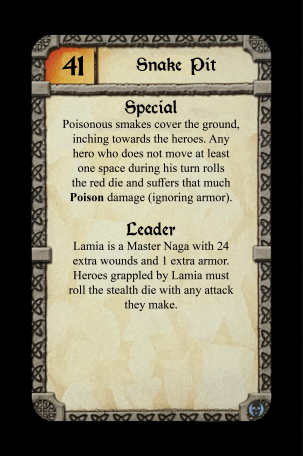 41 Snake Pit
Special
Poisonous smakes cover the ground,
inching towards the heroes. Any
hero who does not move at least
one space during his turn rolls
the red die and suffers that much
Poison damage (ignoring armor).
Leader
Lamia is a Master Naga with 24
extra wounds and 1 extra armor.
Heroes grappled by Lamia must
roll the stealth die with any attack
they make.